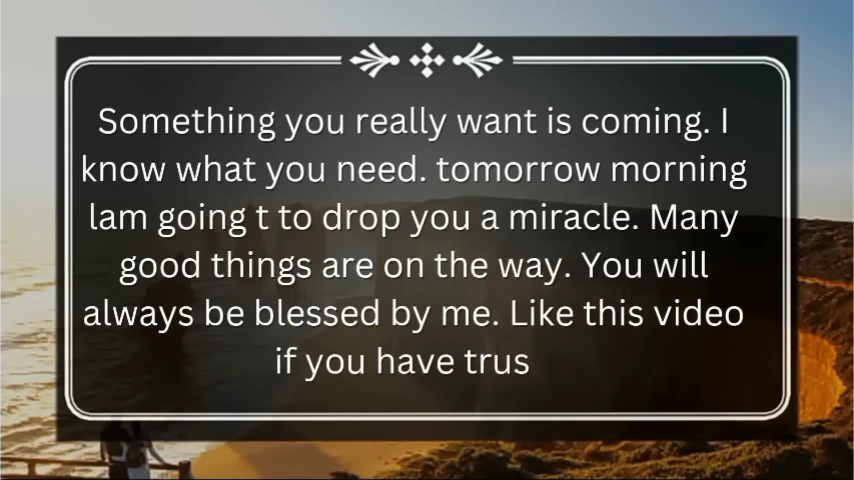 Something you really want is coming. I
know what you need. tomorrow morning
lam going t to drop you a miracle. Many
good things are on the way. You will
always be blessed by me. Like this video
if you have trus